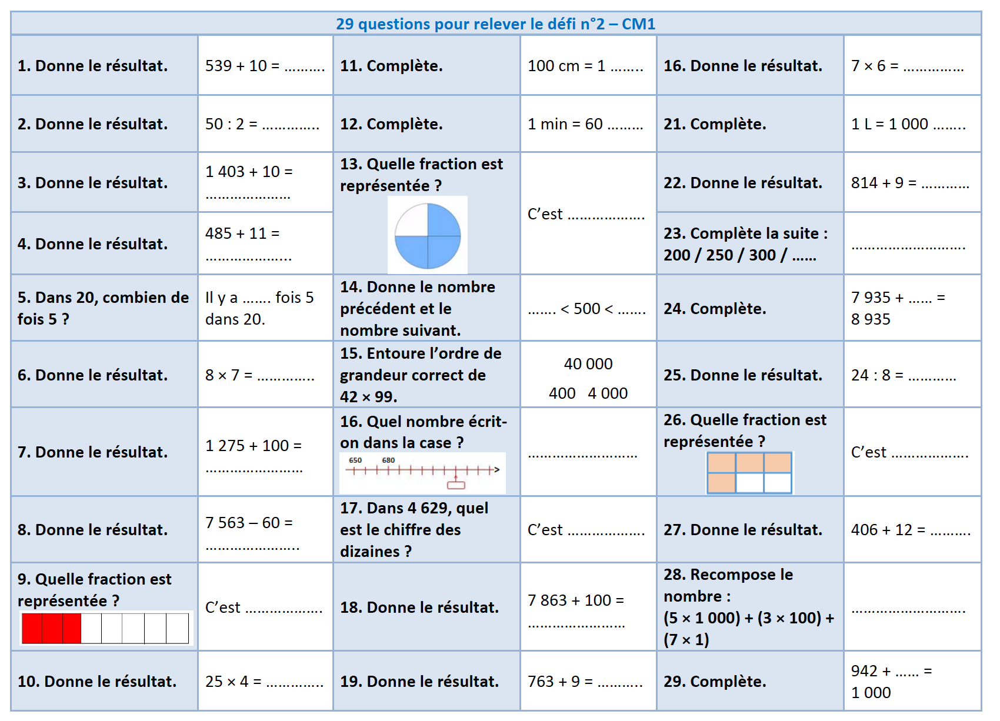 29 questions pour relever le défi n°2 – CM1
1. Donne le résultat.
539 + 10 = ……….
11. Complète.
100 cm = 1 ……..
16. Donne le résultat.
7 × 6 = ……………
2. Donne le résultat.
50 : 2 = …………..
12. Complète.
1 min = 60 ………
21. Complète.
1 L = 1 000 ……..
3. Donne le résultat.
1 403 + 10 =
…………………
13. Quelle fraction est
représentée ?
C’est ……………….
22. Donne le résultat.
814 + 9 = …………
4. Donne le résultat.
485 + 11 =
………………...
23. Complète la suite :
200 / 250 / 300 / ……
……………………….
5. Dans 20, combien de
fois 5 ?
Il y a ……. fois 5
dans 20.
14. Donne le nombre
précédent et le
nombre suivant.
……. < 500 < …….
24. Complète.
7 935 + …… =
8 935
6. Donne le résultat.
8 × 7 = …………..
15. Entoure l’ordre de
grandeur correct de
42 × 99.
40 000
400 4 000
25. Donne le résultat.
24 : 8 = …………
7. Donne le résultat.
1 275 + 100 =
……………………
16. Quel nombre écrit-
on dans la case ?
650 680
………………………
26. Quelle fraction est
représentée ?
C’est ……………….
8. Donne le résultat.
7 563 – 60 =
…………………..
17. Dans 4 629, quel
est le chiffre des
dizaines ?
C’est ……………….
27. Donne le résultat.
406 + 12 = ……….
9. Quelle fraction est
représentée ?
C’est ……………….
18. Donne le résultat.
7 863 + 100 =
……………………
28. Recompose le
nombre :
(5 × 1 000) + (3 × 100) +
(7 × 1)
……………………….
10. Donne le résultat.
25 × 4 = …………..
19. Donne le résultat.
763 + 9 = ………..
29. Complète.
942 + …… =
1 000